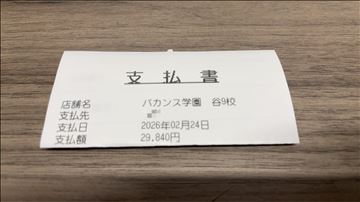 支払書
店舗名 バカンス学園 谷9校
支払先
支払日 2026年02月24日
支払額 29,840円